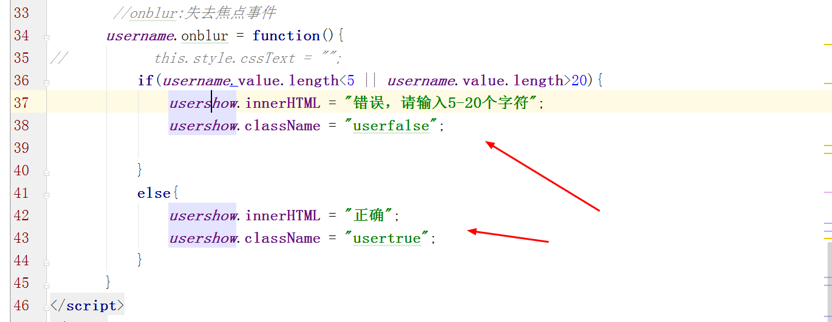 33 //onblur:失去焦点事件
34 username.onblur = function(){
35 // this.style.cssText = "";
36 if(username.value.length<5 || username.value.length>20){
37 usershow.innerHTML = "错误，请输入5-20个字符";
38 usershow.className = "userfalse";
39
40 }
41 else{
42 usershow.innerHTML = "正确";
43 usershow.className = "usertrue";
44 }
45 }
46 </script>